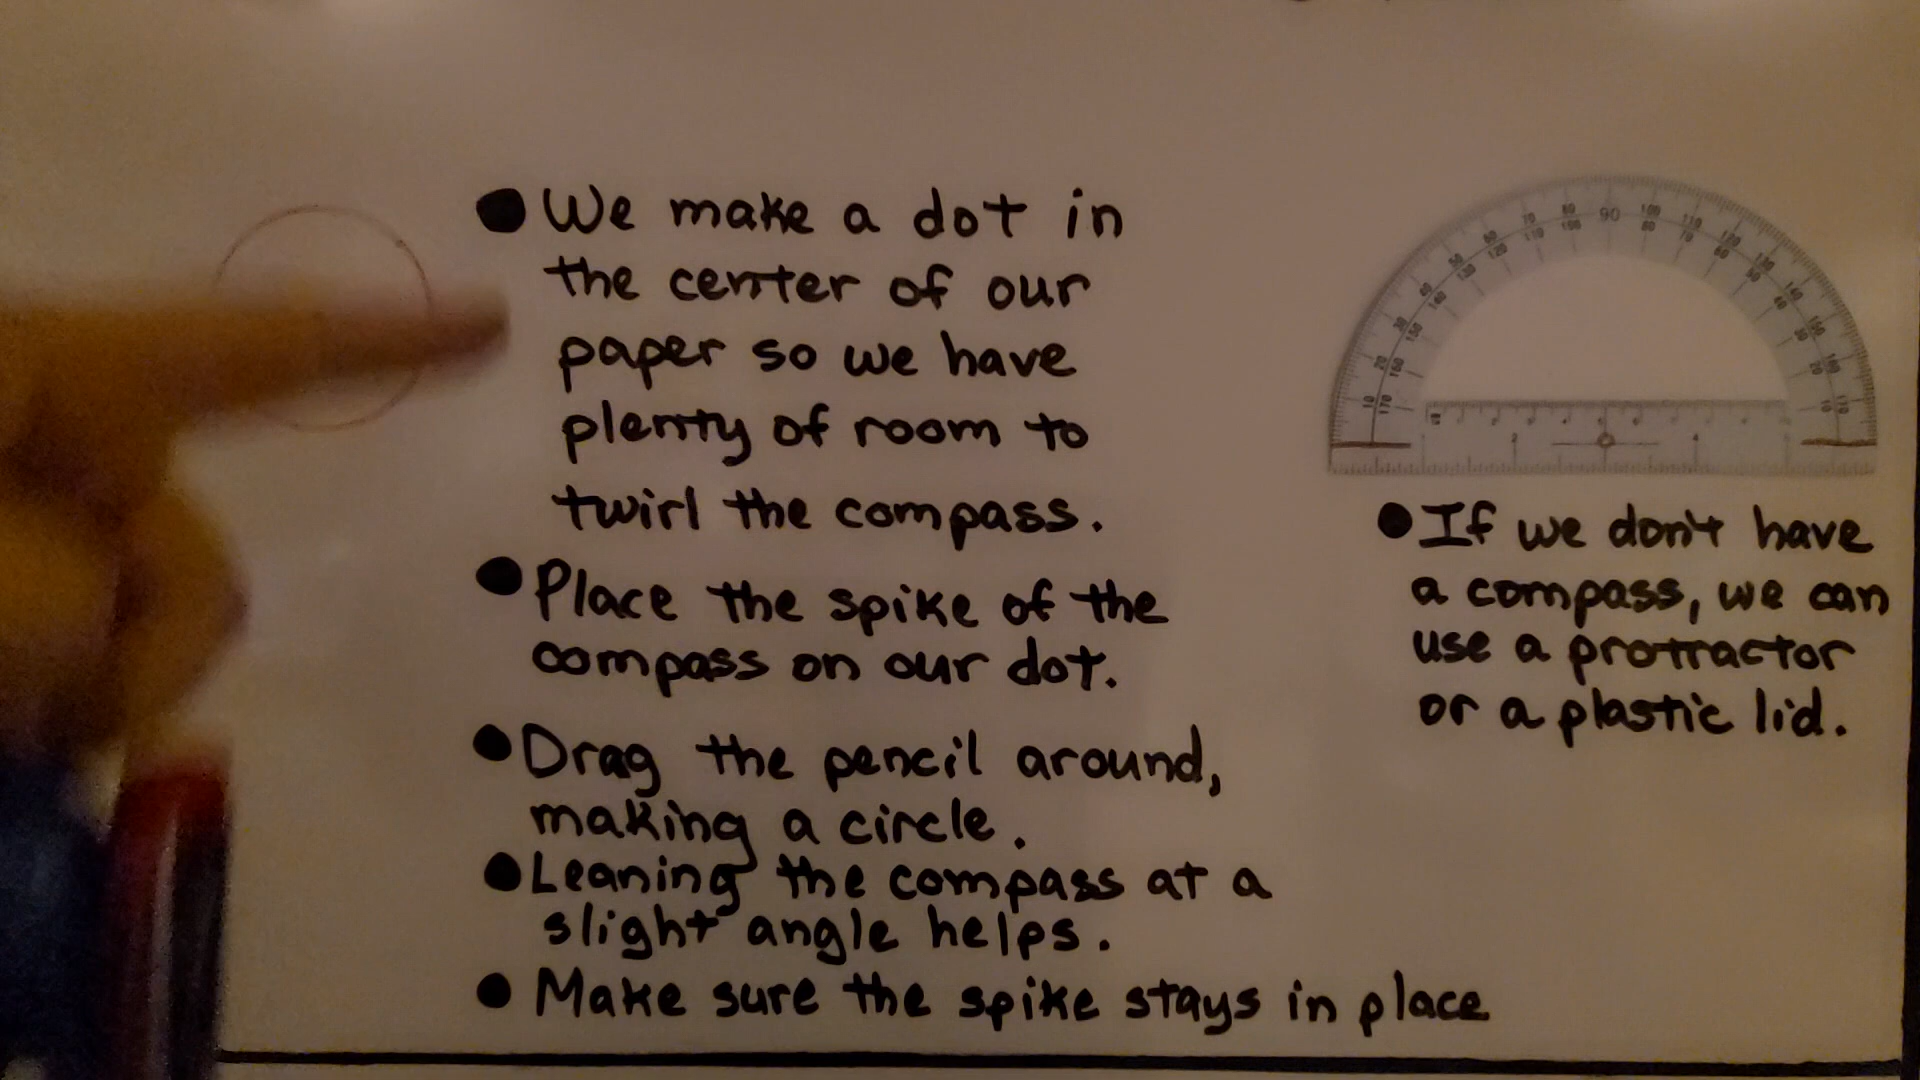 ● We make a dot in
the center of our
paper so we have
plenty of room to
twirl the compass.
● Place the spike of the
compass on our dot.
● Drag the pencil around,
making a circle.
● Leaning the compass at a
slight angle helps.
● Make sure the spike stays in place
90
● If we don't have
a compass, we can
use a protractor
or a plastic lid.